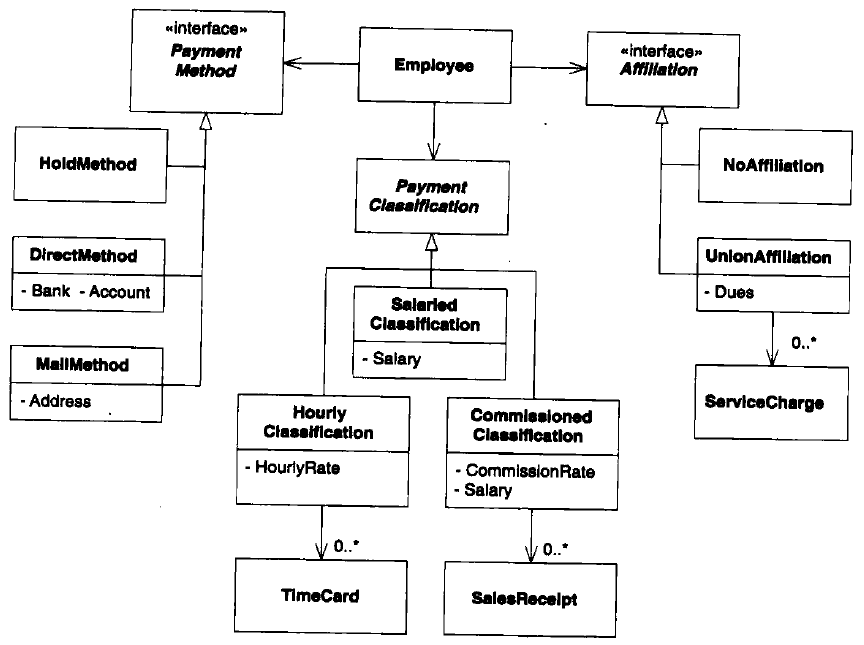 «interface»
Payment
Method
Employee
«interface»
Affiliation
HoldMethod
Payment
Classification
NoAffiliation
DirectMethod
- Bank - Account
UnionAffiliation
- Dues
Salaried
Classification
- Salary
MailMethod
- Address
0..*
ServiceCharge
Hourly
Classification
- HourlyRate
Commissioned
Classification
- CommissionRate
- Salary
0..*
0..*
TimeCard
SalesReceipt